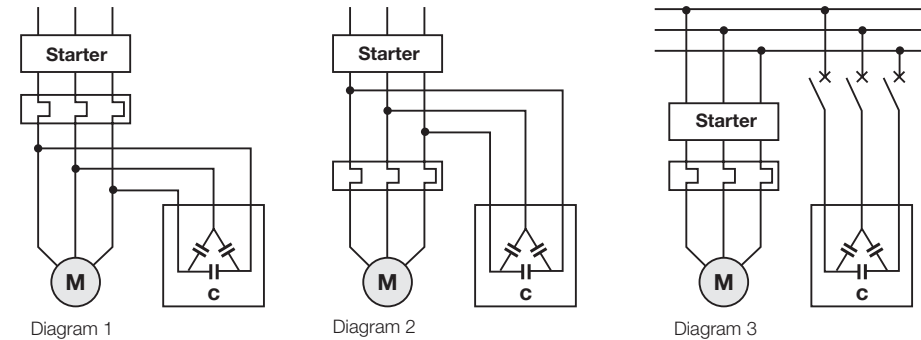 Starter
M
C
Diagram 1
Starter
M
C
Diagram 2
Starter
M
C
Diagram 3